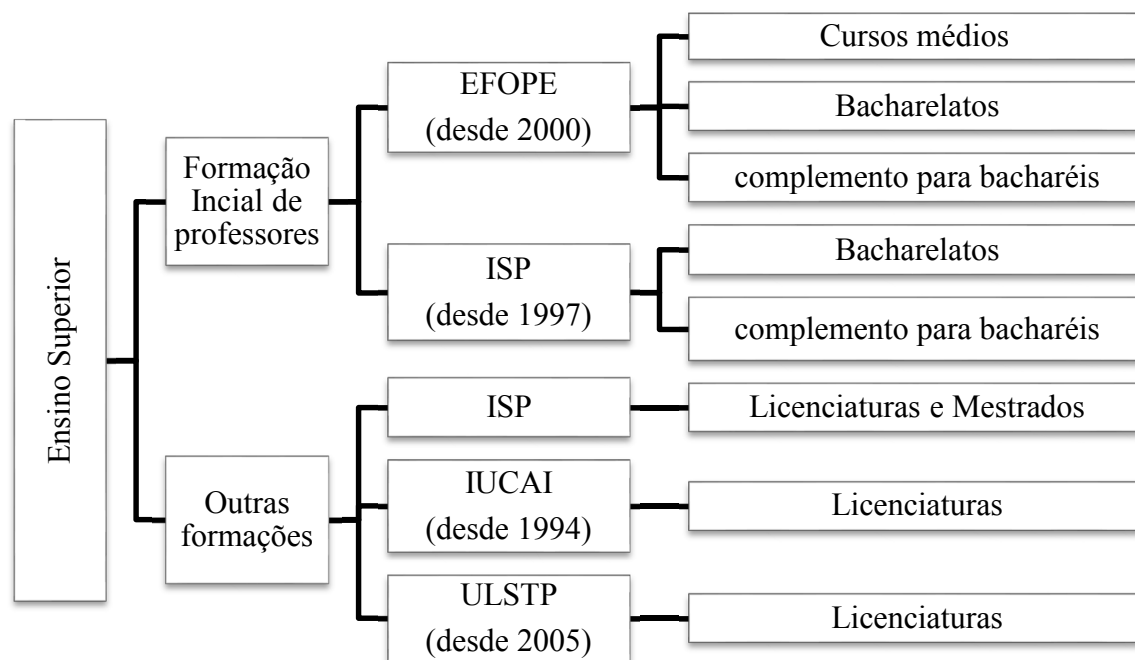 Ensino Superior
Formação
Incial de
professores
EFOPE
(desde 2000)
Cursos médios
Bacharelatos
complemento para bacharéis
ISP
(desde 1997)
Bacharelatos
complemento para bacharéis
Outras
formações
ISP
Licenciaturas e Mestrados
IUCAI
(desde 1994)
Licenciaturas
ULSTP
(desde 2005)
Licenciaturas